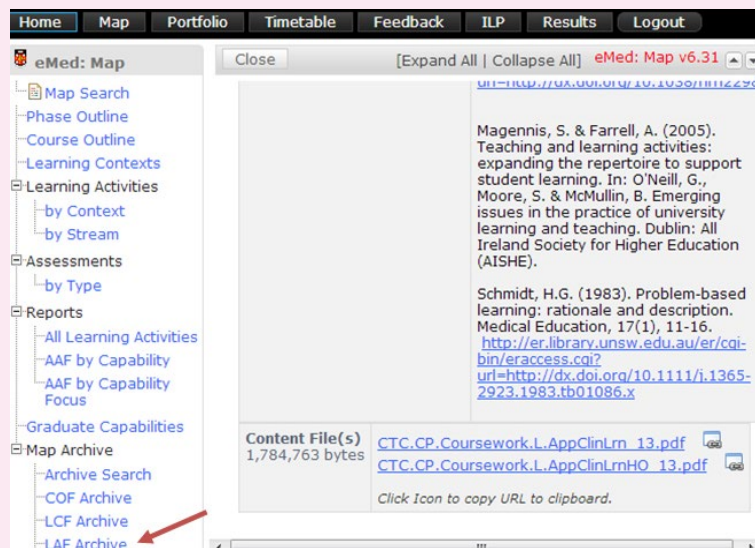 Home Map Portfolio Timetable Feedback ILP Results Logout
eMed: Map
Map Search
Phase Outline
Course Outline
Learning Contexts
Learning Activities
by Context
by Stream
Assessments
by Type
Reports
All Learning Activities
AAF by Capability
AAF by Capability
Focus
Graduate Capabilities
Map Archive
Archive Search
COF Archive
LCF Archive
LAF Archive
Close [Expand All | Collapse All] eMed: Map v6.31
url=http://dx.doi.org/10.1038/nm2298
Magennis, S. & Farrell, A. (2005).
Teaching and learning activities:
expanding the repertoire to support
student learning. In: O'Neill, G.,
Moore, S. & McMullin, B. Emerging
issues in the practice of university
learning and teaching. Dublin: All
Ireland Society for Higher Education
(AISHE).
Schmidt, H.G. (1983). Problem-based
learning: rationale and description.
Medical Education, 17(1), 11-16.
http://er.library.unsw.edu.au/er/cgi-
bin/eraccess.cgi?
url=http://dx.doi.org/10.1111/j.1365-
2923.1983.tb01086.x
Content File(s)
1,784,763 bytes
CTC.CP.Coursework.L.AppClinLrn_13.pdf
CTC.CP.Coursework.L.AppClinLrnHO_13.pdf
Click Icon to copy URL to clipboard.